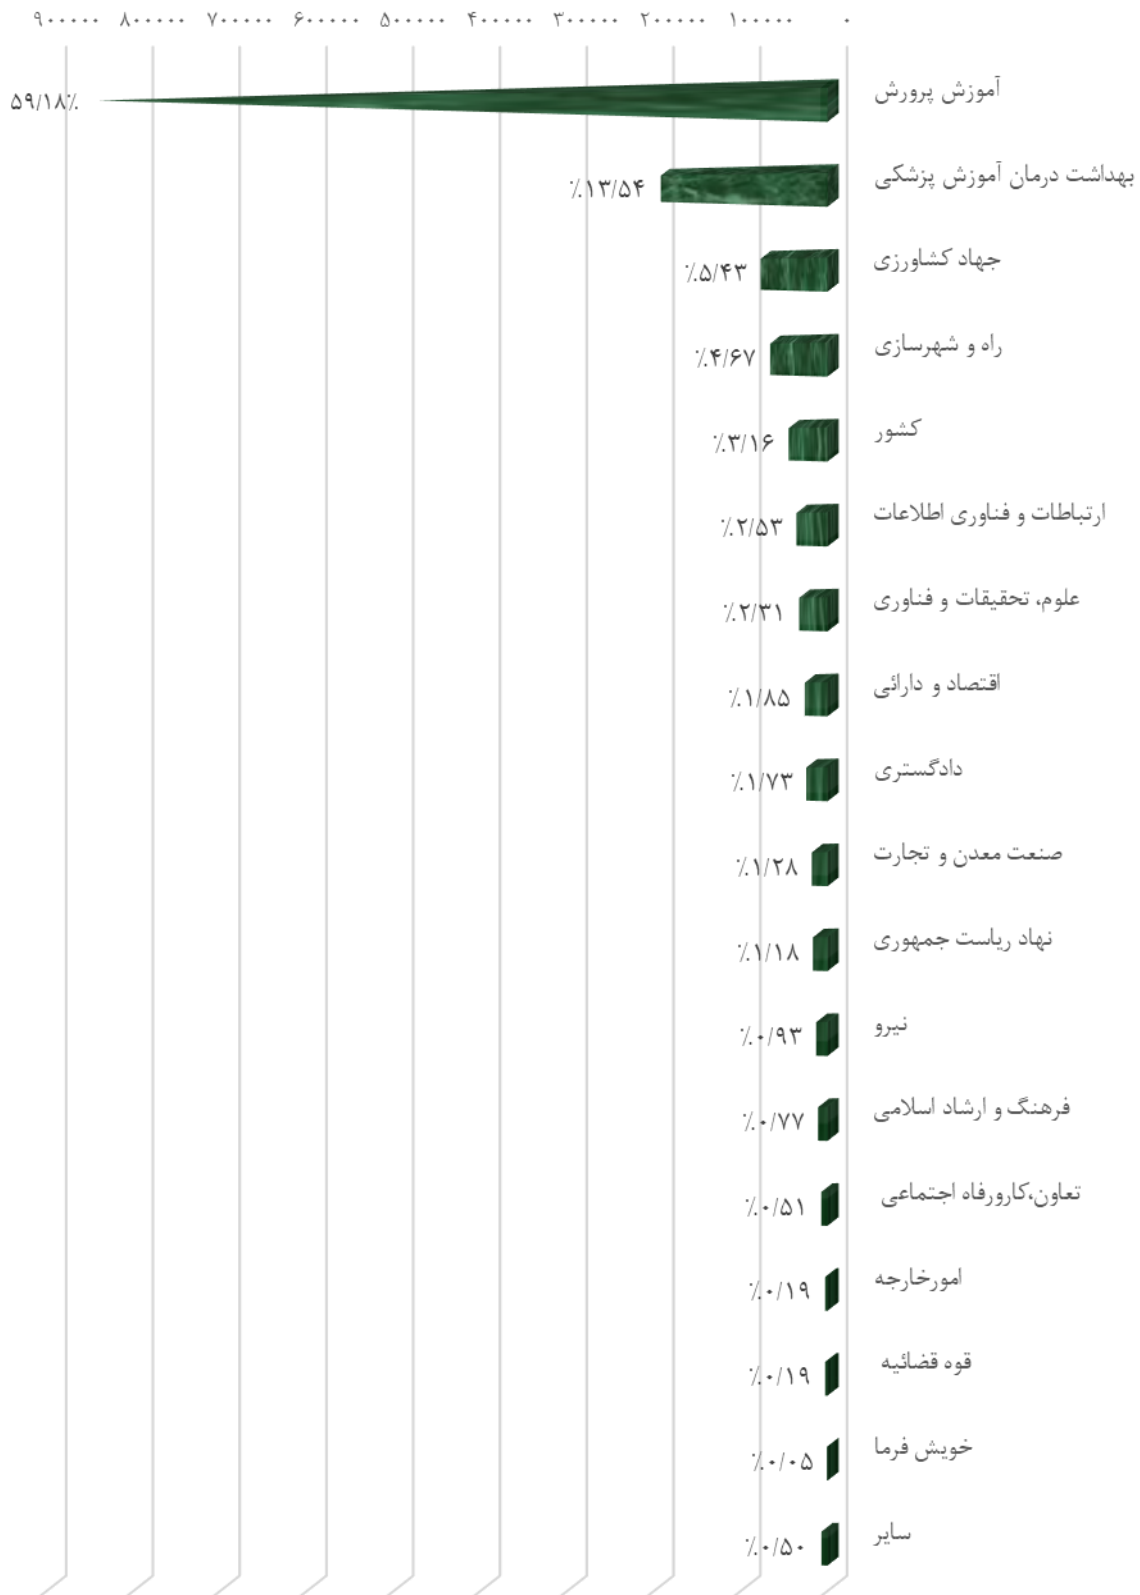 ۹۰۰۰۰۰ ۸۰۰۰۰۰ ۷۰۰۰۰۰ ۶۰۰۰۰۰ ۵۰۰۰۰۰ ۴۰۰۰۰۰ ۳۰۰۰۰۰ ۲۰۰۰۰۰ ۱۰۰۰۰۰ ۰
آموزش پرورش ۵۹/۱۸٪
بهداشت درمان آموزش پزشکی ٪۱۳/۵۴
جهاد کشاورزی ٪۵/۴۳
راه و شهرسازی ٪۴/۶۷
کشور ٪۳/۱۶
ارتباطات و فناوری اطلاعات ٪۲/۵۳
علوم، تحقیقات و فناوری ٪۲/۳۱
اقتصاد و دارائی ٪۱/۸۵
دادگستری ٪۱/۷۳
صنعت معدن و تجارت ٪۱/۲۸
نهاد ریاست جمهوری ٪۱/۱۸
نیرو ٪۰/۹۳
فرهنگ و ارشاد اسلامی ٪۰/۷۷
تعاون،کارورفاه اجتماعی ٪۰/۵۱
امورخارجه ٪۰/۱۹
قوه قضائیه ٪۰/۱۹
خویش فرما ٪۰/۰۵
سایر ٪۰/۵۰